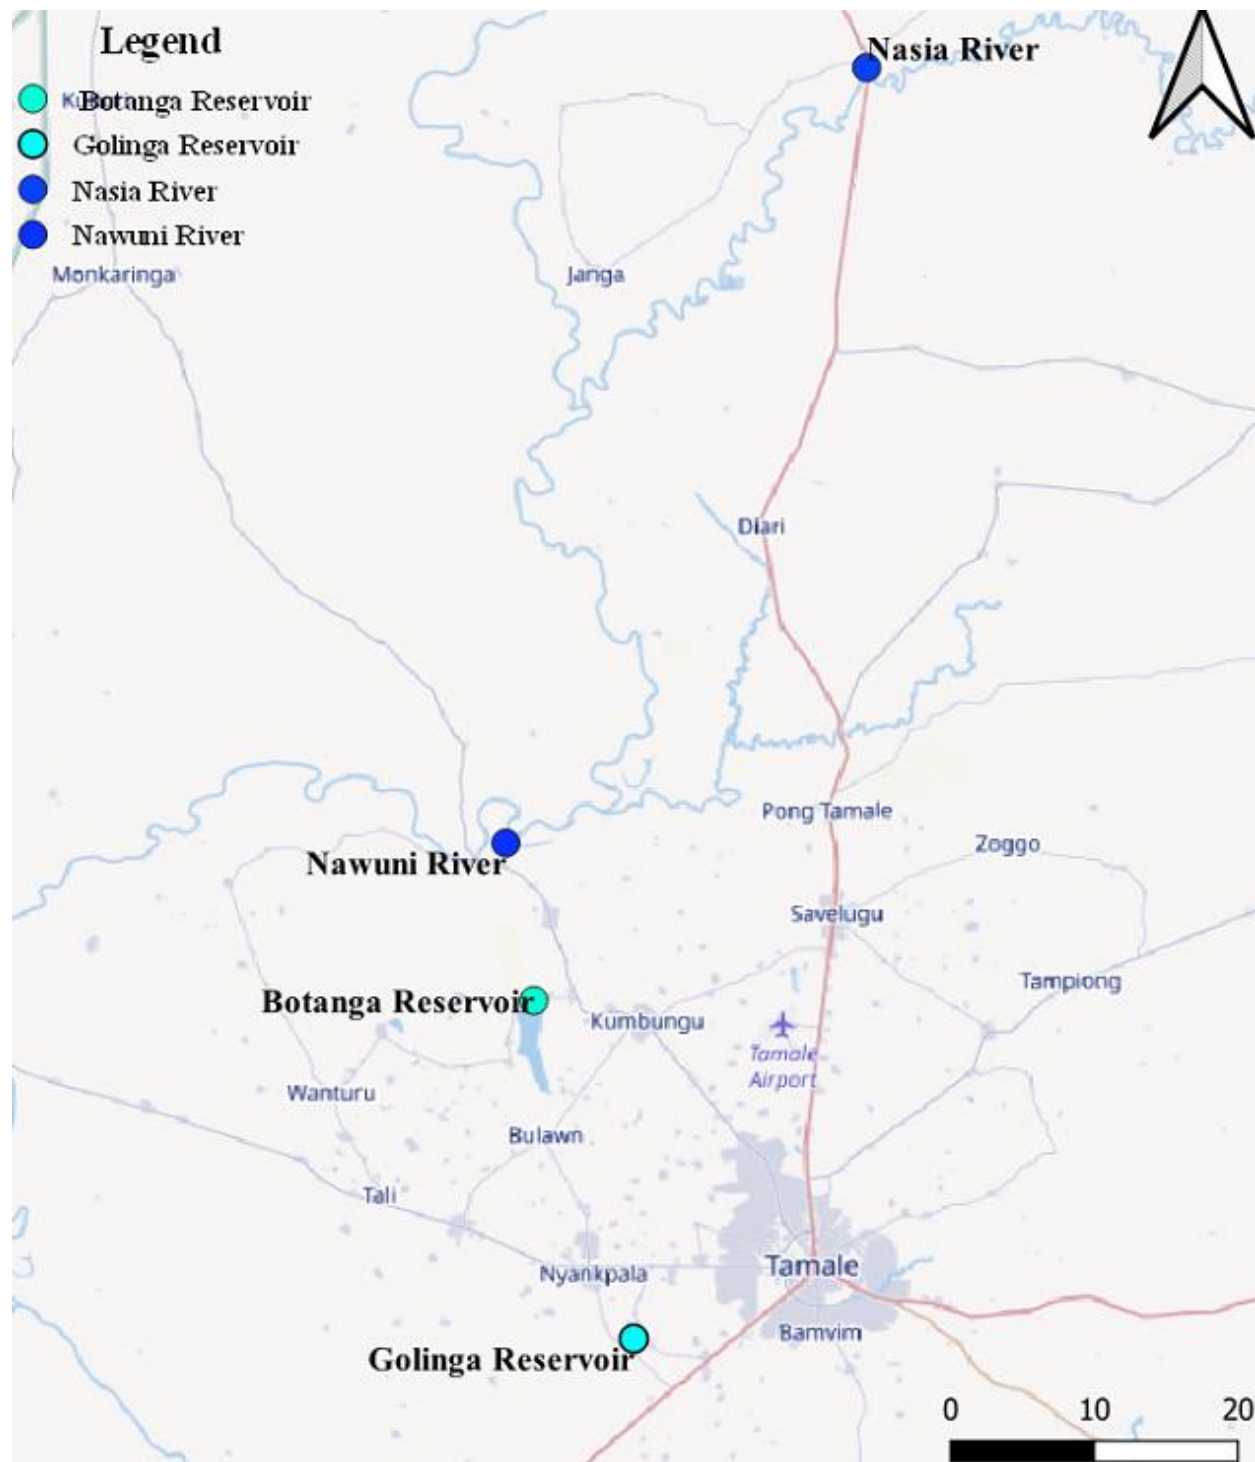 Legend
Nasia River
Botanga Reservoir
Golinga Reservoir
Nasia River
Nawuni River
Monkaringa
Janga
Diari
Pong Tamale
Zoggo
Nawuni River
Savelugu
Tampiong
Botanga Reservoir
Kumbungu
Tamale
Airport
Wanturu
Bulawn
Tali
Nyankpala
Tamale
Bamvim
Golinga Reservoir
0 10 20